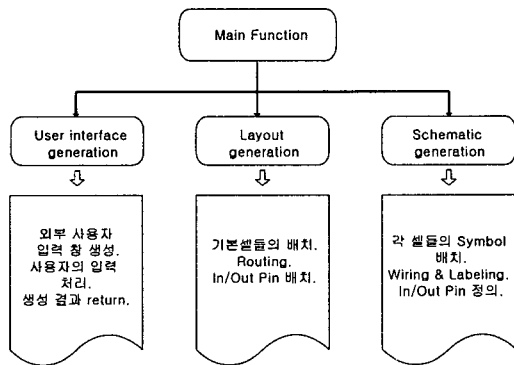 Main Function
User interface
generation
Layout
generation
Schematic
generation
외부 사용자
입력 창 생성.
사용자의 입력
처리.
생성 결과 return.
기본셀들의 배치.
Routing.
In/Out Pin 배치.
각 셀들의 Symbol
배치.
Wiring & Labeling.
In/Out Pin 정의.